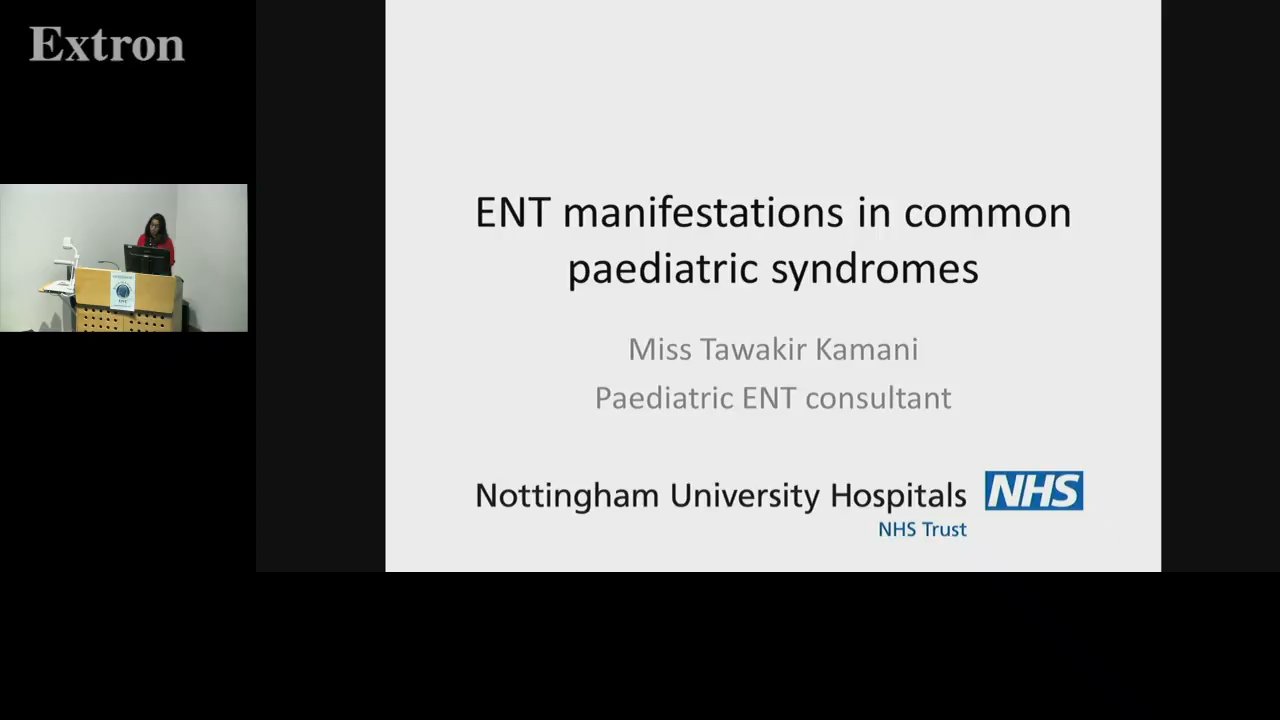 Extron
ENT manifestations in common
paediatric syndromes
Miss Tawakir Kamani
Paediatric ENT consultant
Nottingham University Hospitals NHS
NHS Trust